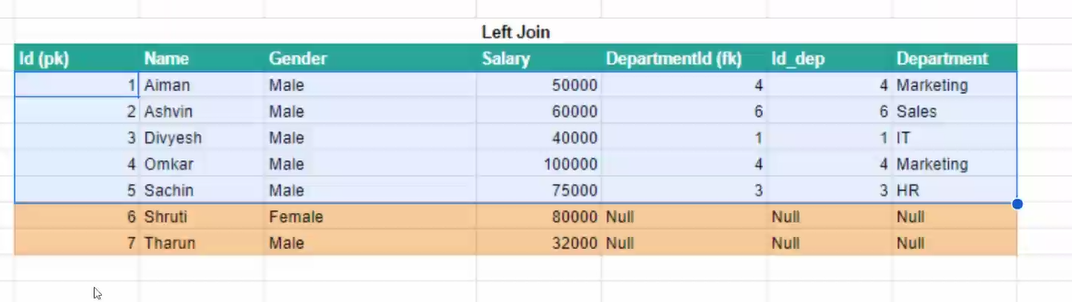 Left Join
Id (pk) Name Gender Salary DepartmentId (fk) Id_dep Department
1 Aiman Male 50000 4 4 Marketing
2 Ashvin Male 60000 6 6 Sales
3 Divyesh Male 40000 1 1 IT
4 Omkar Male 100000 4 4 Marketing
5 Sachin Male 75000 3 3 HR
6 Shruti Female 80000 Null Null Null
7 Tharun Male 32000 Null Null Null